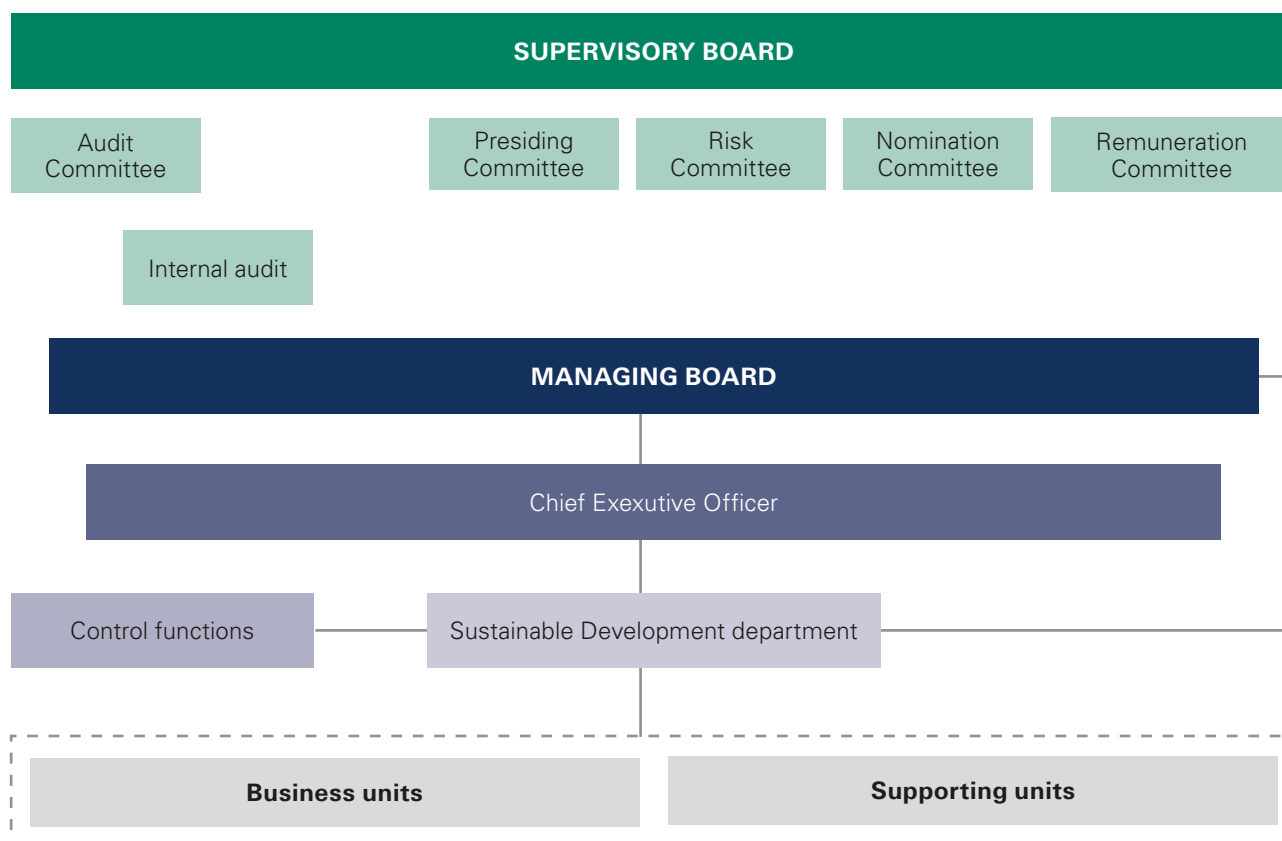 SUPERVISORY BOARD
Audit
Committee
Presiding
Committee
Risk
Committee
Nomination
Committee
Remuneration
Committee
Internal audit
MANAGING BOARD
Chief Exexutive Officer
Control functions
Sustainable Development department
Business units
Supporting units